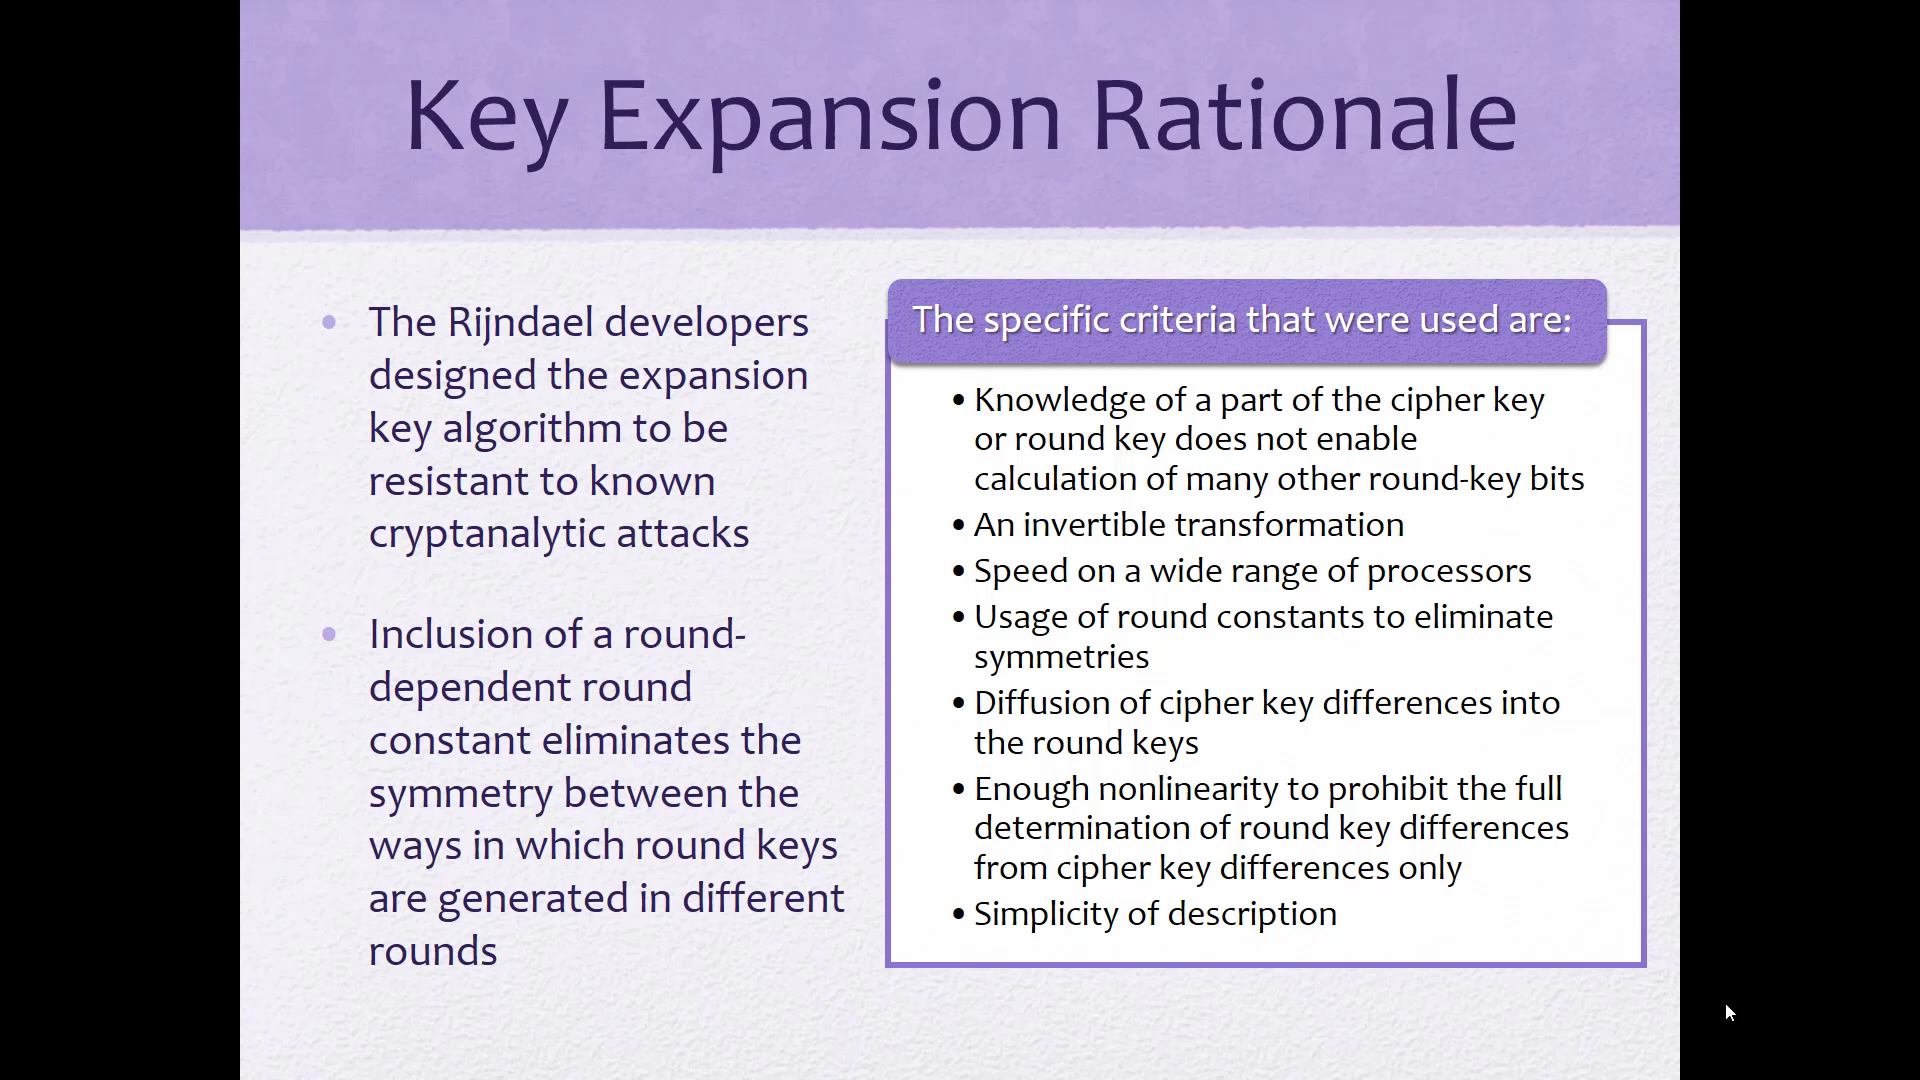 Key Expansion Rationale
• The Rijndael developers
designed the expansion
key algorithm to be
resistant to known
cryptanalytic attacks
• Inclusion of a round-
dependent round
constant eliminates the
symmetry between the
ways in which round keys
are generated in different
rounds
The specific criteria that were used are:
• Knowledge of a part of the cipher key
or round key does not enable
calculation of many other round-key bits
• An invertible transformation
• Speed on a wide range of processors
• Usage of round constants to eliminate
symmetries
• Diffusion of cipher key differences into
the round keys
• Enough nonlinearity to prohibit the full
determination of round key differences
from cipher key differences only
• Simplicity of description